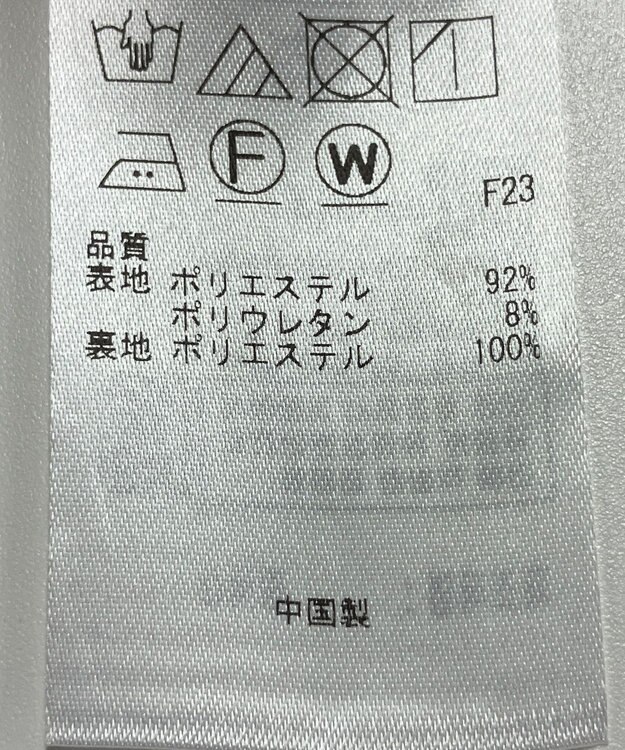 F W
F23
品質
表地 ポリエステル 92%
ポリウレタン 8%
裏地 ポリエステル 100%
中国製